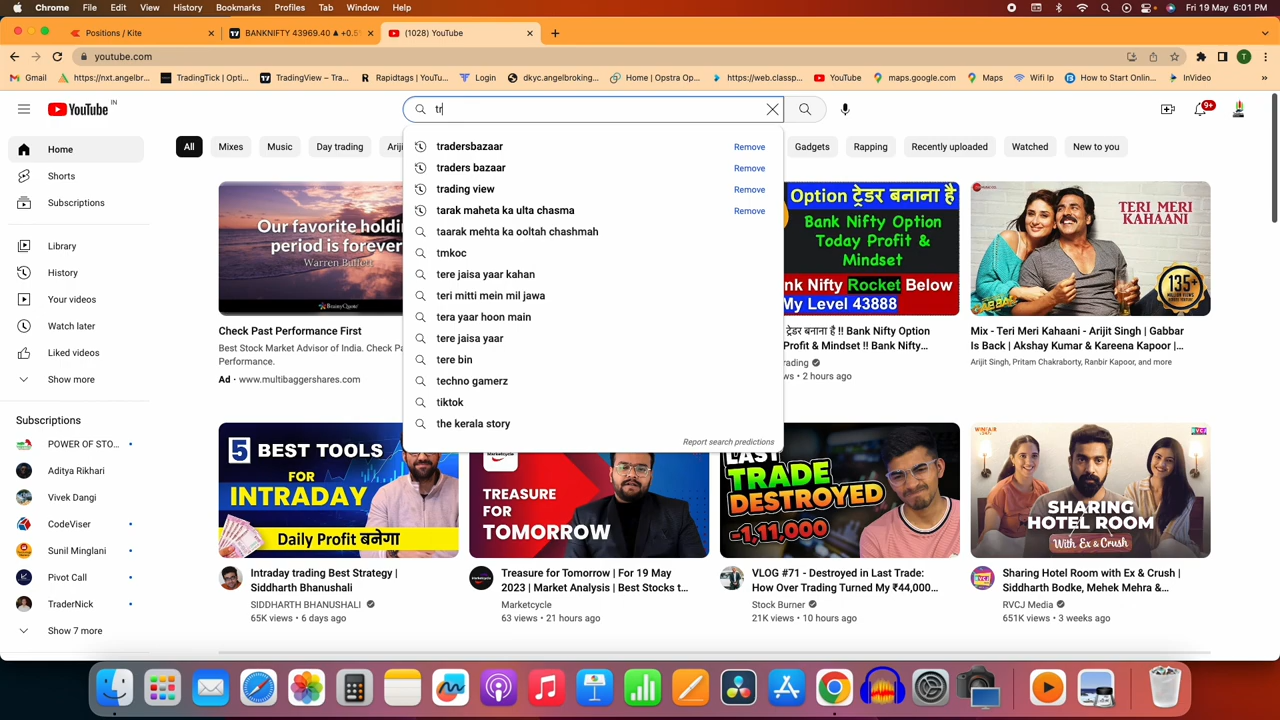 Chrome File Edit View History Bookmarks Profiles Tab Window Help
Fri 19 May 6:01 PM
Positions / Kite
BANKNIFTY 43969.40 ▲ +0.5
(1028) YouTube
youtube.com
Gmail
https://nxt.angelbr...
TradingTick | Opti...
TradingView – Tra...
Rapidtags | YouTu...
Login
dkyc.angelbroking...
Home | Opstra Op...
https://web.classp...
YouTube
maps.google.com
Maps
Wifi Ip
How to Start Onlin...
InVideo
YouTube IN
tr
9+
All
Mixes
Music
Day trading
Arij
Gadgets
Rapping
Recently uploaded
Watched
New to you
Home
Shorts
Subscriptions
Library
History
Your videos
Watch later
Liked videos
Show more
Subscriptions
POWER OF STO...
Aditya Rikhari
Vivek Dangi
CodeViser
Sunil Minglani
Pivot Call
TraderNick
Show 7 more
tradersbazaar Remove
traders bazaar Remove
trading view Remove
tarak maheta ka ulta chasma Remove
taarak mehta ka ooltah chashmah
tmkoc
tere jaisa yaar kahan
teri mitti mein mil jawa
tera yaar hoon main
tere jaisa yaar
tere bin
techno gamerz
tiktok
the kerala story
Report search predictions
Our favorite holdi
period is forever
Warren Buffett
BrainyQuote
Check Past Performance First
Best Stock Market Advisor of India. Check Pa
Performance.
Ad • www.multibaggershares.com
Option ट्रेडर बनाना है
Bank Nifty Option
Today Profit &
Mindset
nk Nifty Rocket Below
My Level 43888
ट्रेडर बनाना है !! Bank Nifty Option
Profit & Mindset !! Bank Nifty...
ading
ws • 2 hours ago
TERI MERI
KAHAANI
GABBAR
135+
Mix - Teri Meri Kahaani - Arijit Singh | Gabbar
Is Back | Akshay Kumar & Kareena Kapoor |...
Arijit Singh, Pritam Chakraborty, Ranbir Kapoor, and more
5 BEST TOOLS
FOR
INTRADAY
Daily Profit बनेगा
Intraday trading Best Strategy |
Siddharth Bhanushali
SIDDHARTH BHANUSHALI
65K views • 6 days ago
Marketcycle
TREASURE
FOR
TOMORROW
Treasure for Tomorrow | For 19 May
2023 | Market Analysis | Best Stocks t...
Marketcycle
63 views • 21 hours ago
LAST
TRADE
DESTROYED
-1,11,000
VLOG #71 - Destroyed in Last Trade:
How Over Trading Turned My ₹44,000...
Stock Burner
21K views • 10 hours ago
SHARING
HOTEL ROOM
With Ex & Crush
Sharing Hotel Room with Ex & Crush |
Siddharth Bodke, Mehek Mehra &...
RVCJ Media
651K views • 3 weeks ago